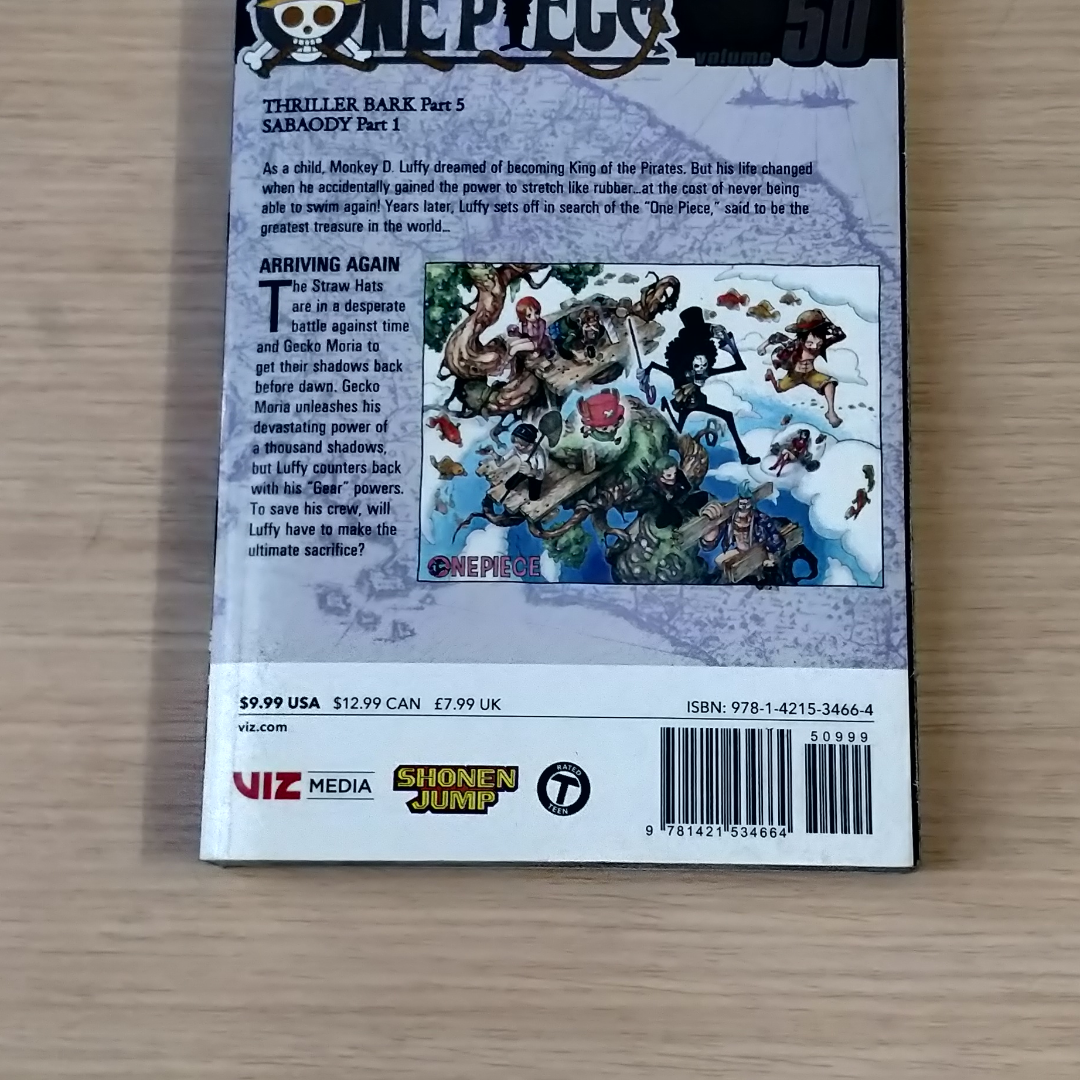 ONE PIECE
volume 50
THRILLER BARK Part 5
SABAODY Part 1
As a child, Monkey D. Luffy dreamed of becoming King of the Pirates. But his life changed
when he accidentally gained the power to stretch like rubber...at the cost of never being
able to swim again! Years later, Luffy sets off in search of the "One Piece," said to be the
greatest treasure in the world...
ARRIVING AGAIN
The Straw Hats
are in a desperate
battle against time
and Gecko Moria to
get their shadows back
before dawn. Gecko
Moria unleashes his
devastating power of
a thousand shadows,
but Luffy counters back
with his "Gear" powers.
To save his crew, will
Luffy have to make the
ultimate sacrifice?
ONE PIECE
$9.99 USA $12.99 CAN £7.99 UK
ISBN: 978-1-4215-3466-4
viz.com
50999
VIZ MEDIA
SHONEN
JUMP
RATED
T
TEEN
9 781421 534664